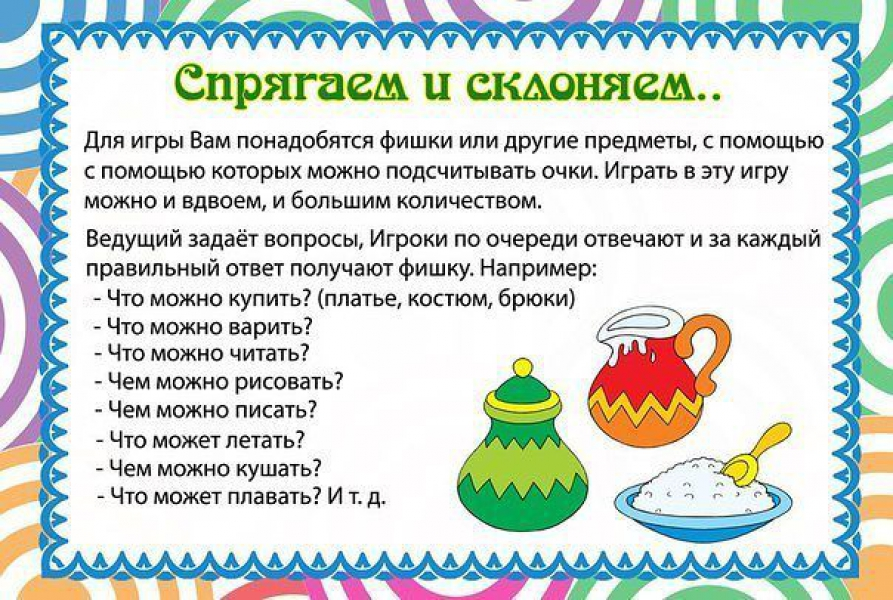 Спрягаем и склоняем..
Для игры Вам понадобятся фишки или другие предметы, с помощью
с помощью которых можно подсчитывать очки. Играть в эту игру
можно и вдвоем, и большим количеством.
Ведущий задаёт вопросы, Игроки по очереди отвечают и за каждый
правильный ответ получают фишку. Например:
- Что можно купить? (платье, костюм, брюки)
- Что можно варить?
- Что можно читать?
- Чем можно рисовать?
- Чем можно писать?
- Что может летать?
- Чем можно кушать?
- Что может плавать? И т. д.